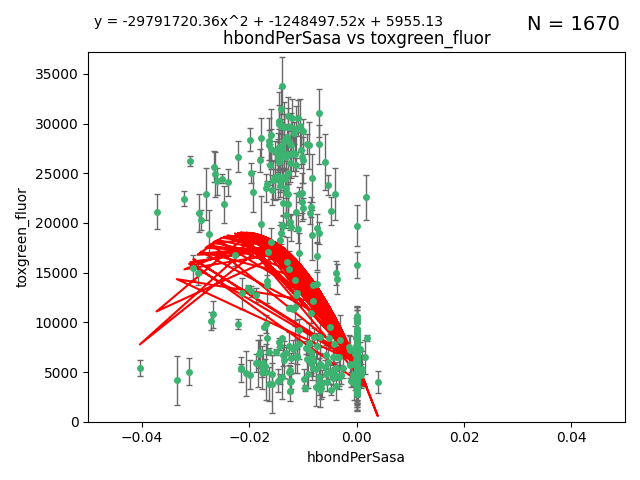 y = -29791720.36x^2 + -1248497.52x + 5955.13
N = 1670
hbondPerSasa vs toxgreen_fluor
35000
30000
25000
20000
15000
10000
5000
0
toxgreen_fluor
−0.04
−0.02
0.00
0.02
0.04
hbondPerSasa